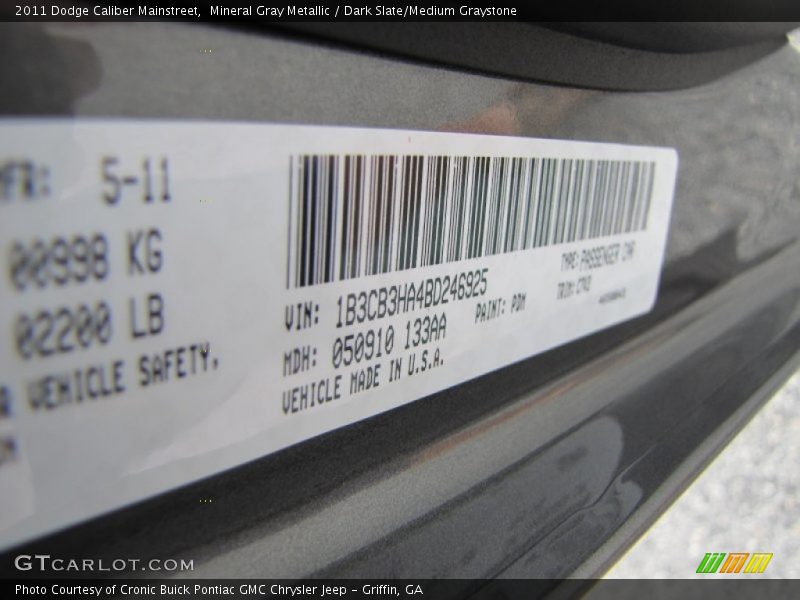 2011 Dodge Caliber Mainstreet,  Mineral Gray Metallic / Dark Slate/Medium Graystone
5-11
00998 KG
02200 LB
VEHICLE SAFETY.
VIN: 1B3CB3HA4BD246925
TYPE: PASSENGER CAR
MDH: 050910 133AA
PAINT: PDM
TRIM:
VEHICLE MADE IN U.S.A.
GTCARLOT.COM
Photo Courtesy of Cronic Buick Pontiac GMC Chrysler Jeep – Griffin, GA